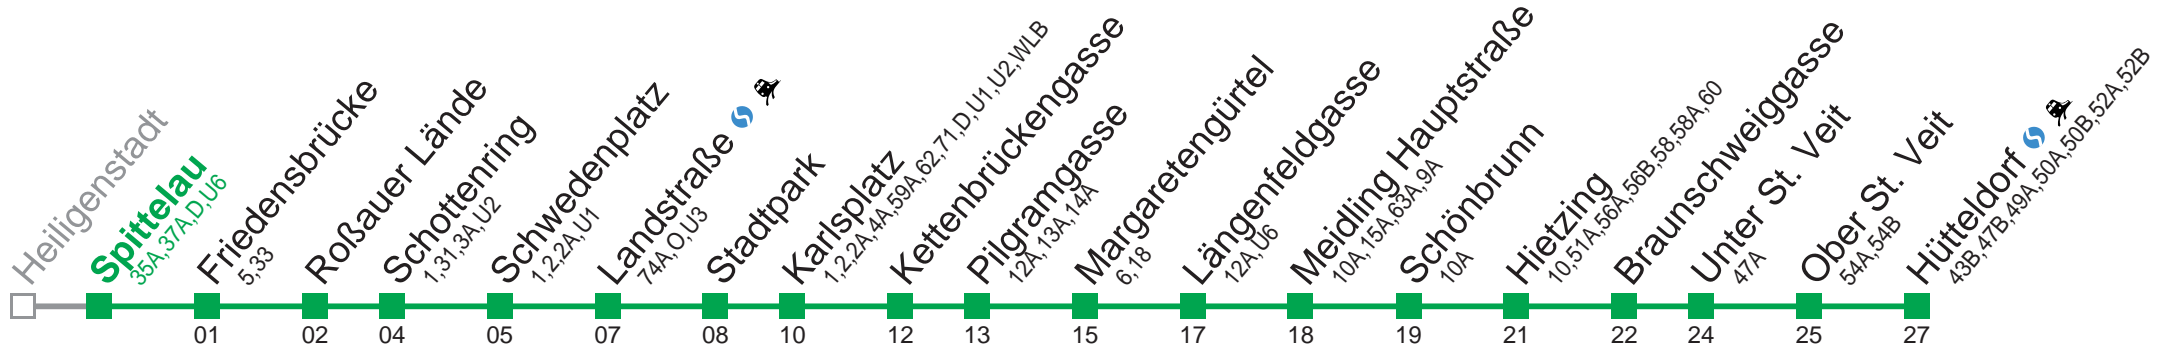 Heiligenstadt
Spittelau
35A,37A,D,U6
Friedensbrücke
5,33
01
Roßauer Lände
02
Schottenring
1,31,3A,U2
04
Schwedenplatz
1,2,2A,U1
05
Landstraße
74A,O,U3
07
Stadtpark
08
Karlsplatz
1,2,2A,4A,59A,62,71,D,U1,U2,WLB
10
Kettenbrückengasse
12
Pilgramgasse
12A,13A,14A
13
Margaretengürtel
6,18
15
Längenfeldgasse
12A,U6
17
Meidling Hauptstraße
10A,15A,63A,9A
18
Schönbrunn
10A
19
Hietzing
10,51A,56A,56B,58,58A,60
21
Braunschweiggasse
22
Unter St. Veit
47A
24
Ober St. Veit
54A,54B
25
Hütteldorf
43B,47B,49A,50A,50B,52A,52B
27